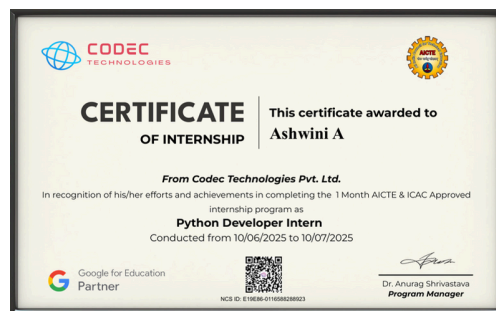 CODEC
TECHNOLOGIES
AICTE
CERTIFICATE
OF INTERNSHIP
This certificate awarded to
Ashwini A
From Codec Technologies Pvt. Ltd.
In recognition of his/her efforts and achievements in completing the 1 Month AICTE & ICAC Approved
internship program as
Python Developer Intern
Conducted from 10/06/2025 to 10/07/2025
Google for Education
Partner
NCS ID: E19E86-0116588288923
Dr. Anurag Shrivastava
Program Manager